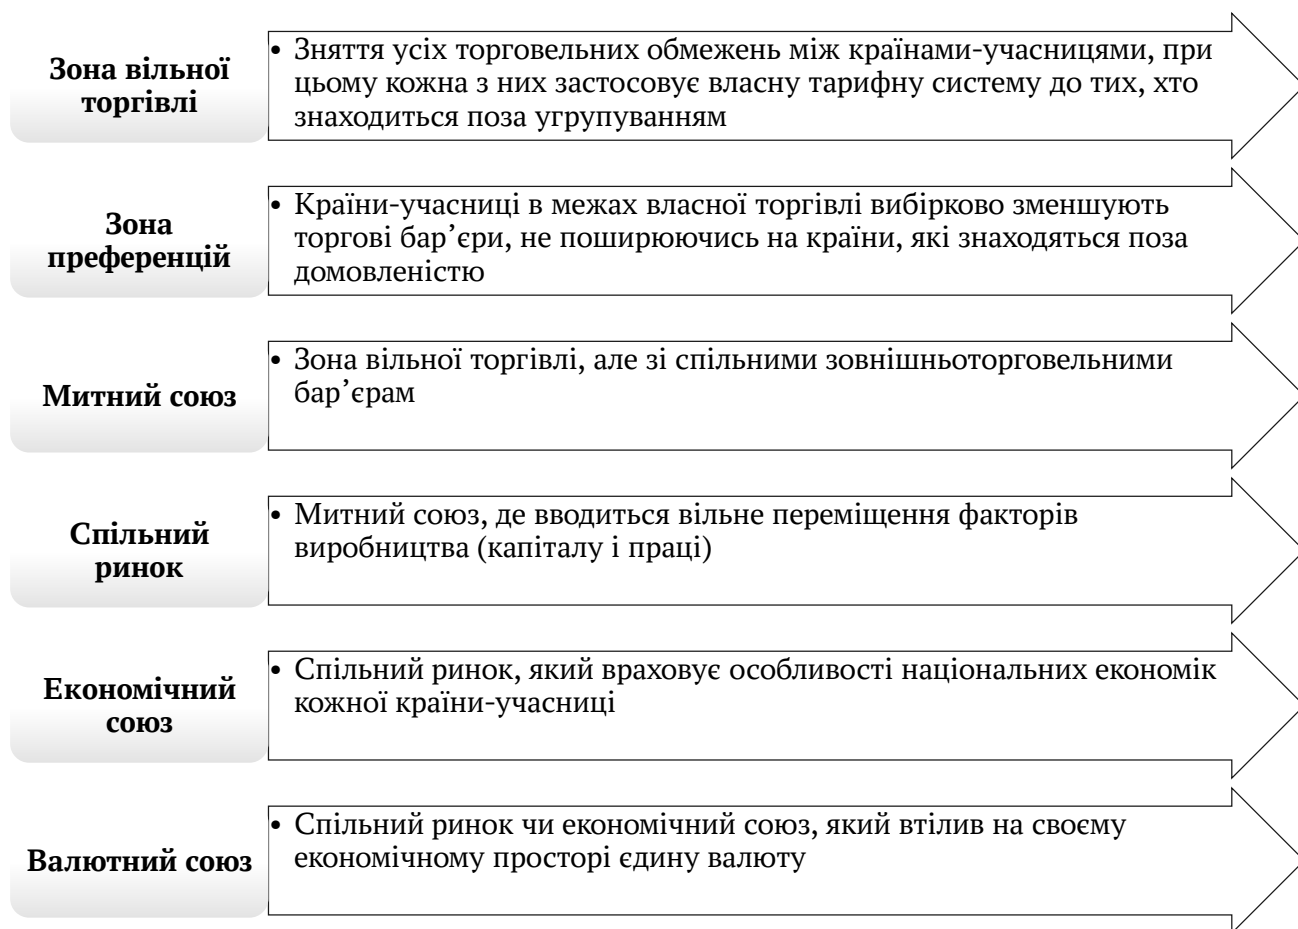 Зона вільної
торгівлі
• Зняття усіх торговельних обмежень між країнами-учасницями, при
цьому кожна з них застосовує власну тарифну систему до тих, хто
знаходиться поза угрупуванням
Зона
преференцій
• Країни-учасниці в межах власної торгівлі вибірково зменшують
торгові бар’єри, не поширюючись на країни, які знаходяться поза
домовленістю
Митний союз
• Зона вільної торгівлі, але зі спільними зовнішньоторговельними
бар’єрам
Спільний
ринок
• Митний союз, де вводиться вільне переміщення факторів
виробництва (капіталу і праці)
Економічний
союз
• Спільний ринок, який враховує особливості національних економік
кожної країни-учасниці
Валютний союз
• Спільний ринок чи економічний союз, який втілив на своєму
економічному просторі єдину валюту